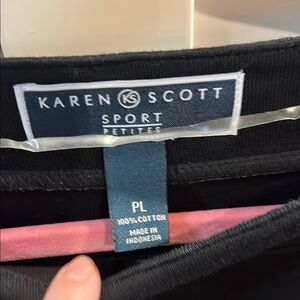 KAREN KS SCOTT
SPORT
PETITES
PL
100% COTTON
MADE IN
INDONESIA